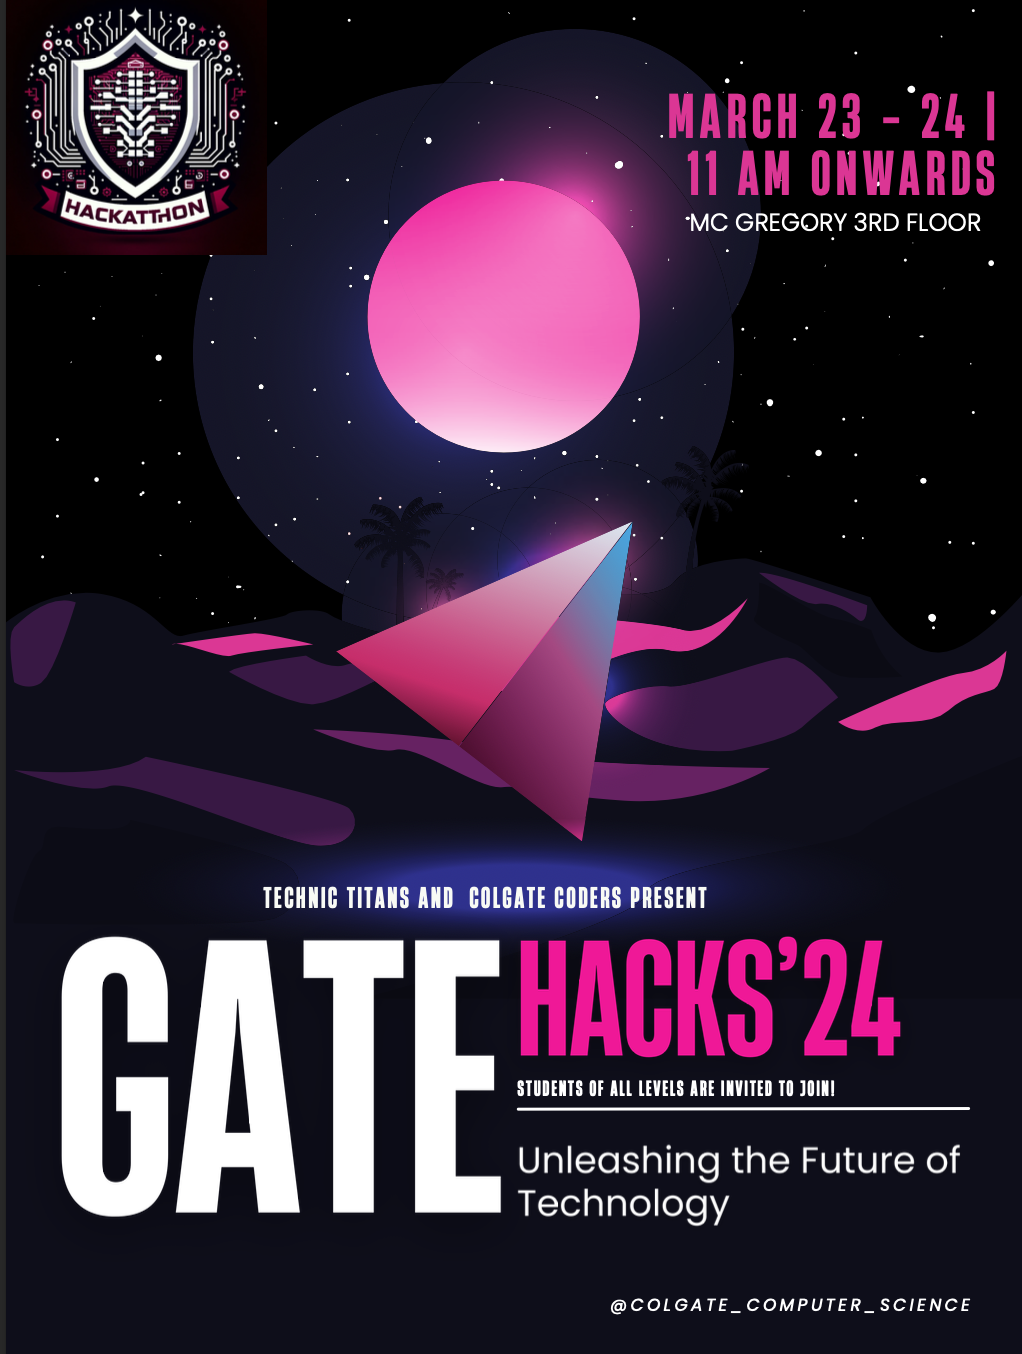 HACKATTHON
MARCH 23 - 24 |
11 AM ONWARDS
MC GREGORY 3RD FLOOR
TECHNIC TITANS AND COLGATE CODERS PRESENT
GATE
HACKS'24
STUDENTS OF ALL LEVELS ARE INVITED TO JOIN!
Unleashing the Future of
Technology
@COLGATE_COMPUTER_SCIENCE